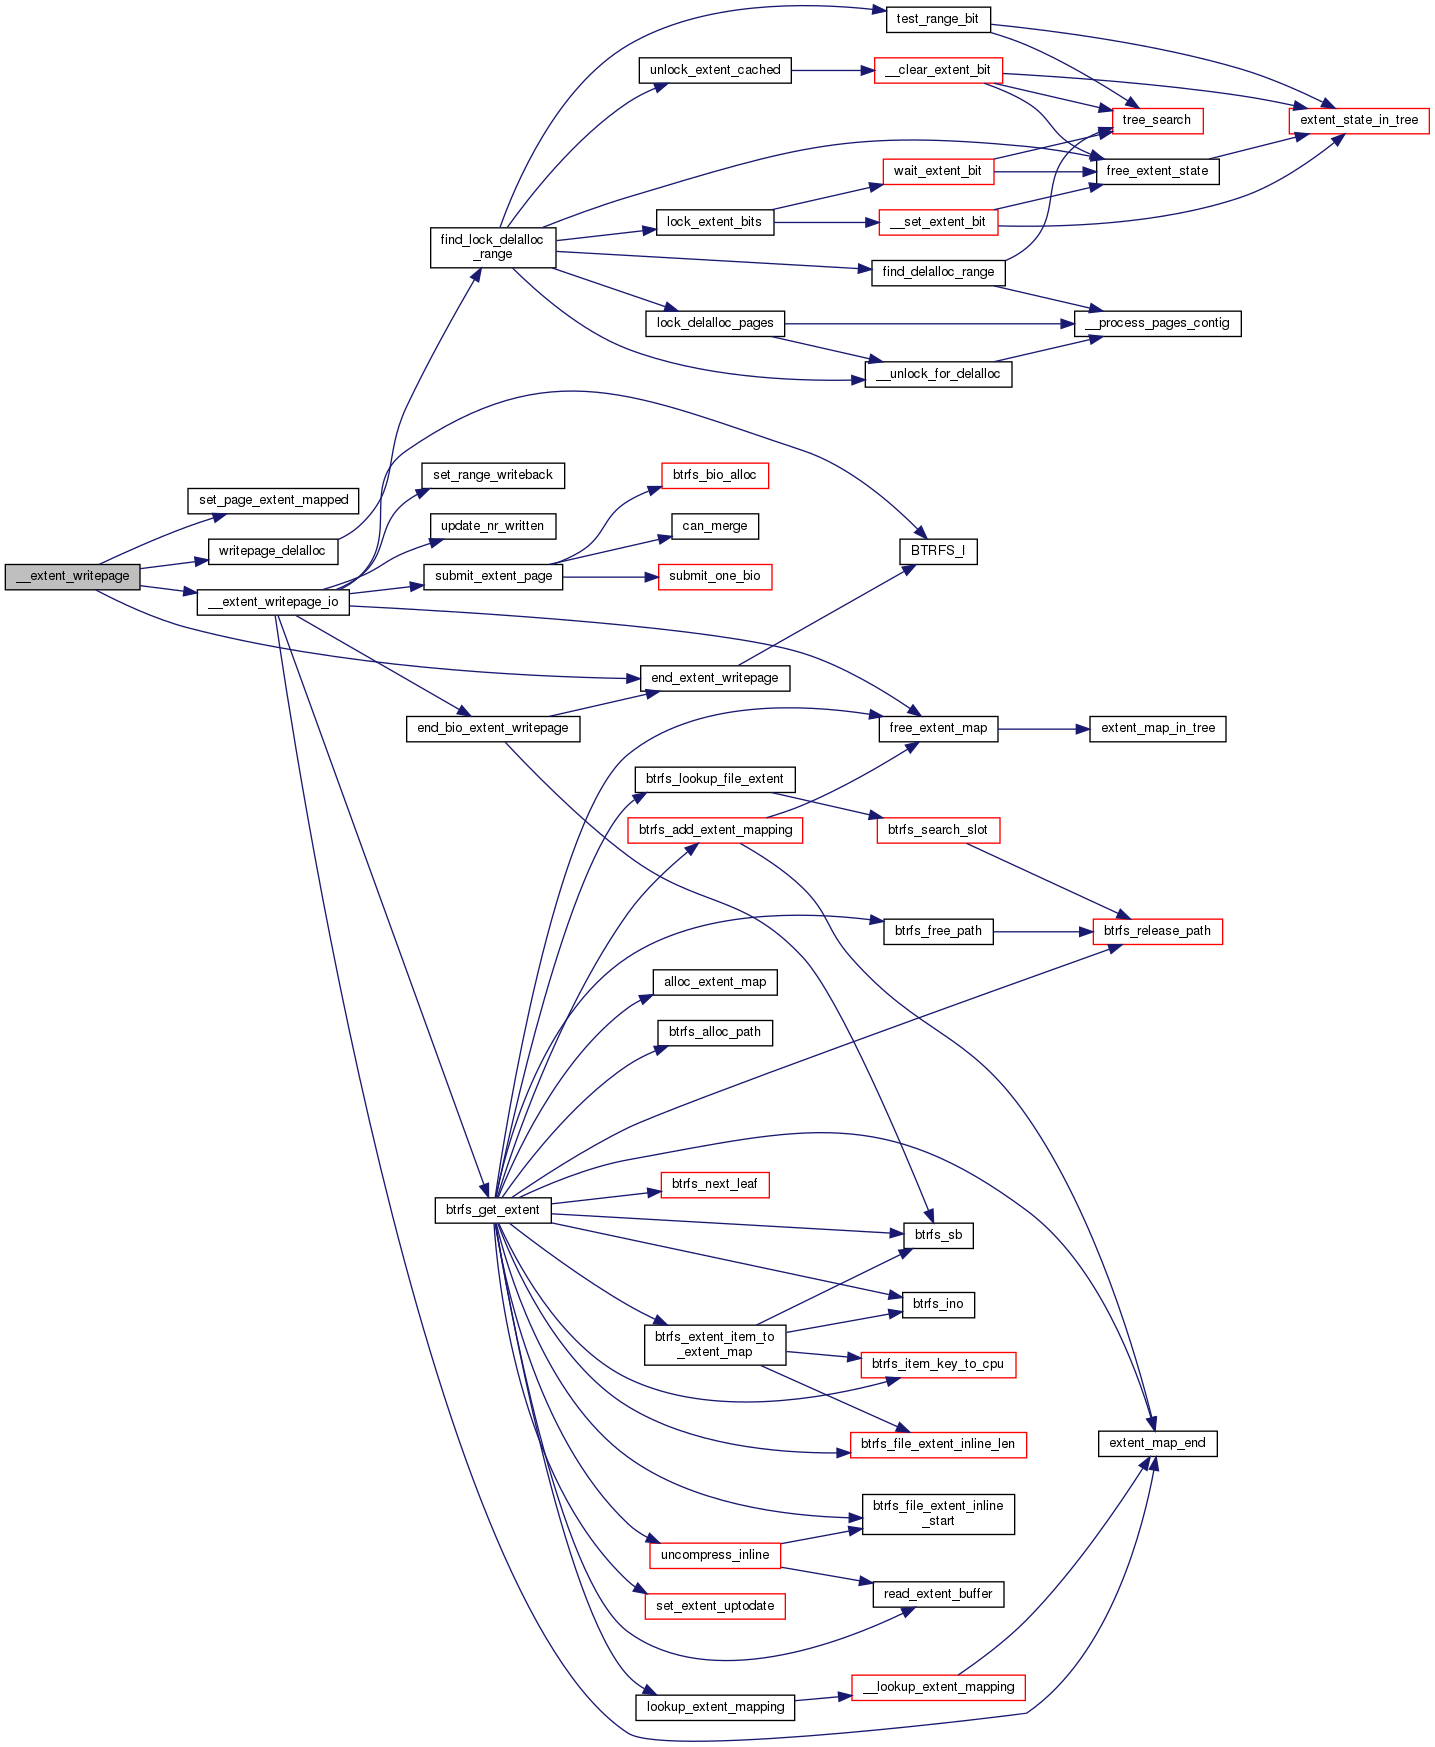 test_range_bit
unlock_extent_cached
__clear_extent_bit
tree_search
extent_state_in_tree
wait_extent_bit
free_extent_state
lock_extent_bits
__set_extent_bit
find_lock_delalloc
_range
find_delalloc_range
lock_delalloc_pages
__process_pages_contig
__unlock_for_delalloc
set_range_writeback
btrfs_bio_alloc
set_page_extent_mapped
update_nr_written
can_merge
writepage_delalloc
BTRFS_I
__extent_writepage
submit_extent_page
submit_one_bio
__extent_writepage_io
end_extent_writepage
end_bio_extent_writepage
free_extent_map
extent_map_in_tree
btrfs_lookup_file_extent
btrfs_add_extent_mapping
btrfs_search_slot
btrfs_free_path
btrfs_release_path
alloc_extent_map
btrfs_alloc_path
btrfs_next_leaf
btrfs_get_extent
btrfs_sb
btrfs_ino
btrfs_extent_item_to
_extent_map
btrfs_item_key_to_cpu
btrfs_file_extent_inline_len
extent_map_end
btrfs_file_extent_inline
_start
uncompress_inline
read_extent_buffer
set_extent_uptodate
__lookup_extent_mapping
lookup_extent_mapping